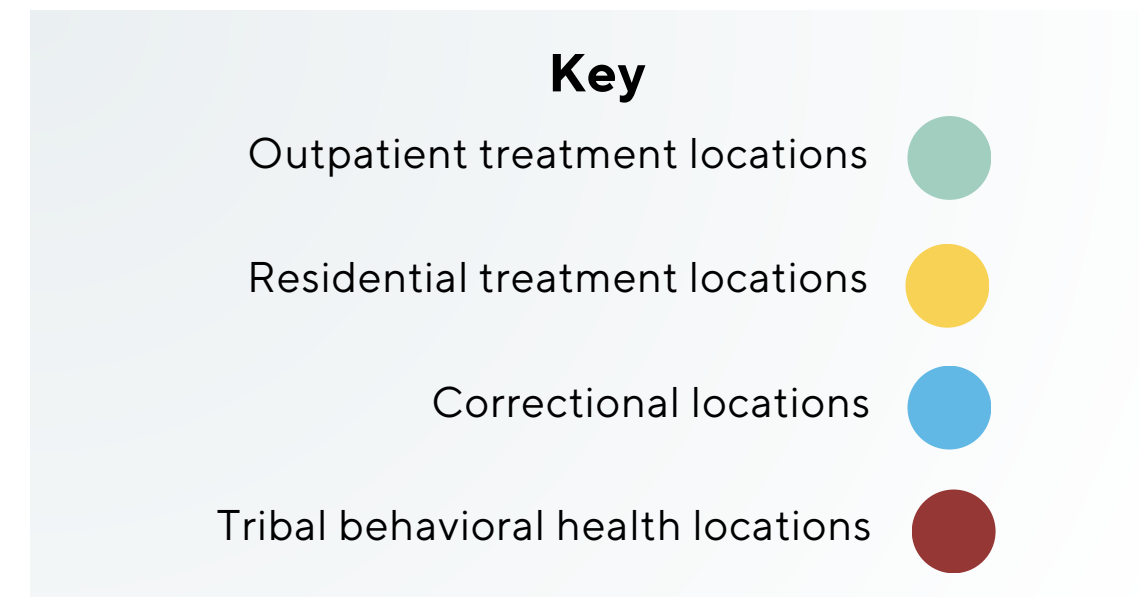 Key
Outpatient treatment locations
Residential treatment locations
Correctional locations
Tribal behavioral health locations